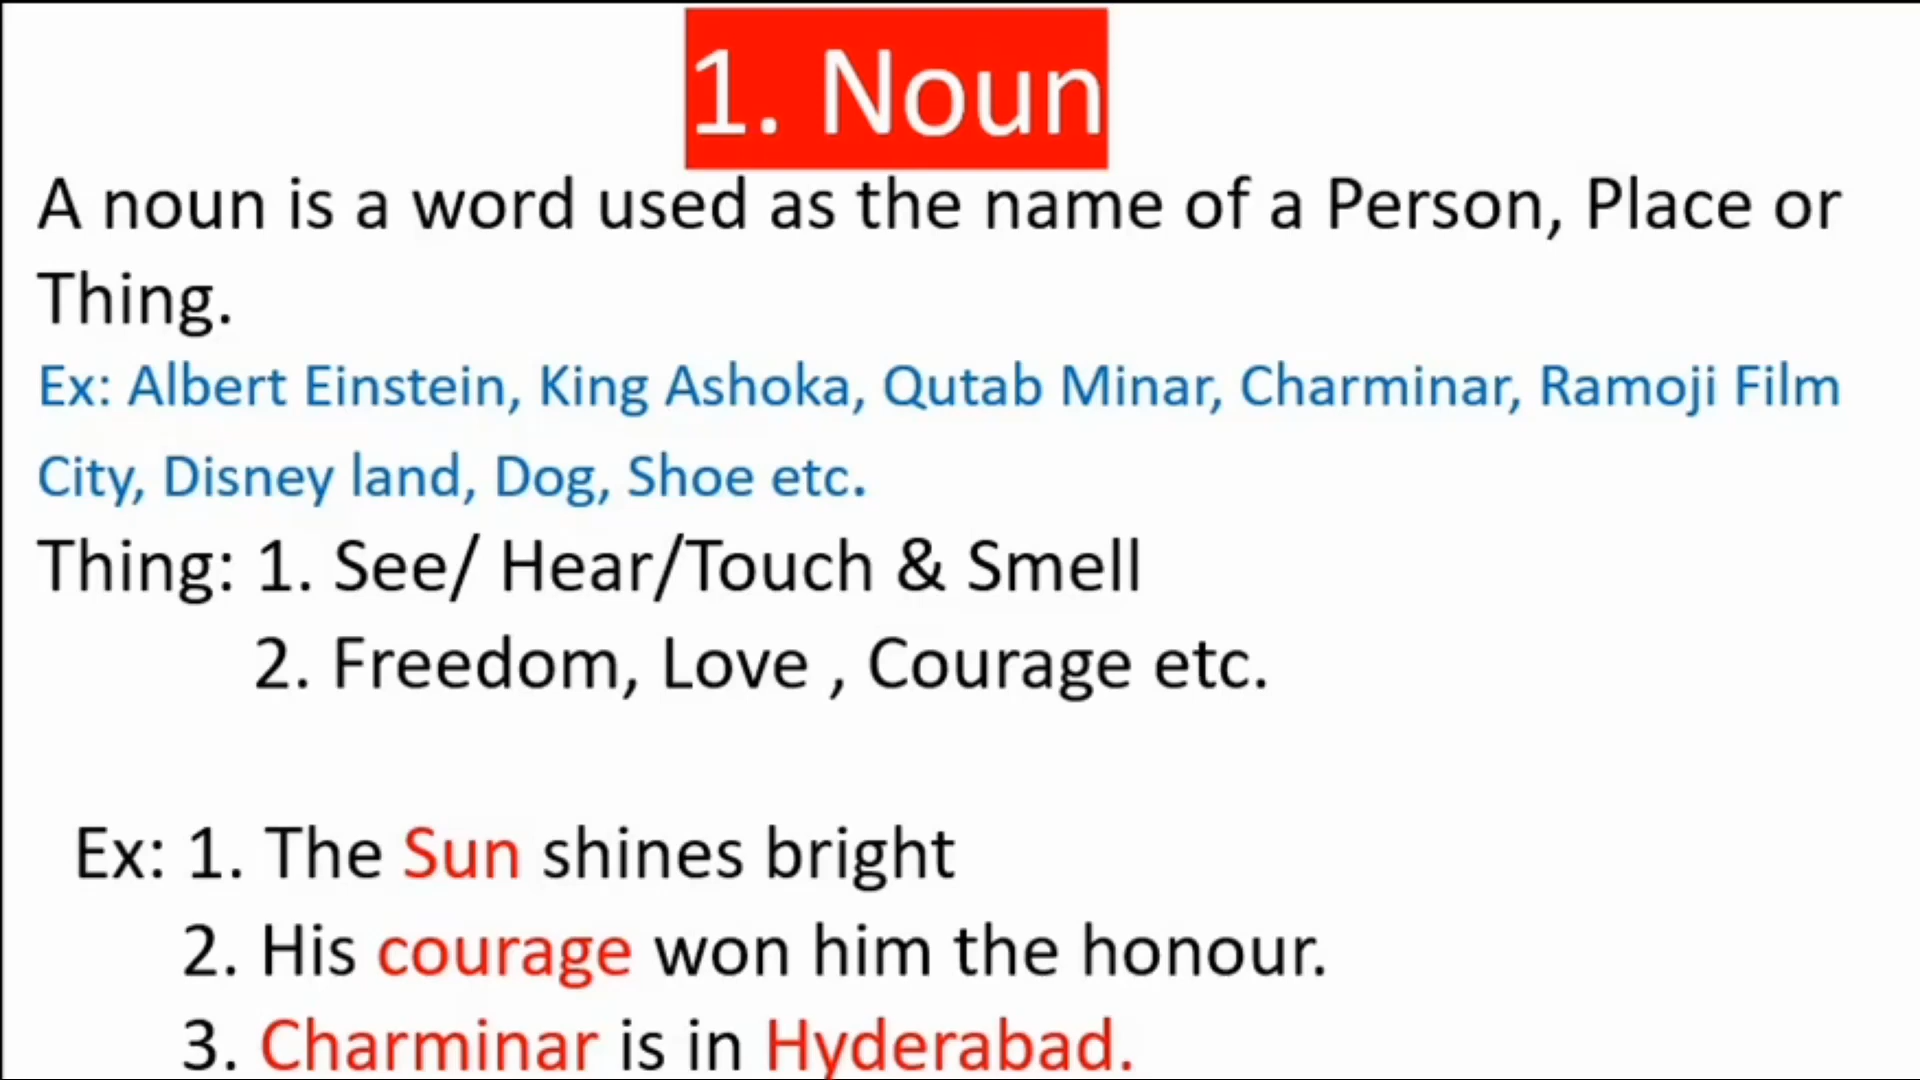 1. Noun
A noun is a word used as the name of a Person, Place or
Thing.
Ex: Albert Einstein, King Ashoka, Qutab Minar, Charminar, Ramoji Film
City, Disney land, Dog, Shoe etc.
Thing: 1. See/ Hear/Touch & Smell
2. Freedom, Love , Courage etc.
Ex: 1. The Sun shines bright
2. His courage won him the honour.
3. Charminar is in Hyderabad.